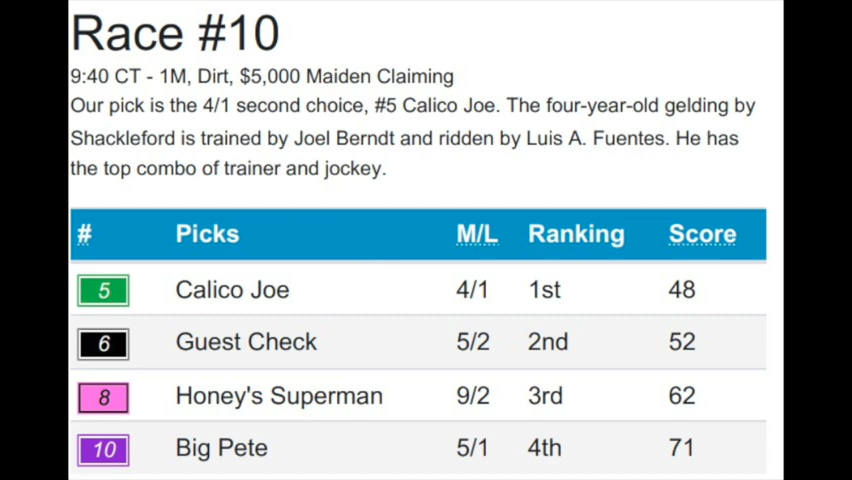 Race #10
9:40 CT - 1M, Dirt, $5,000 Maiden Claiming
Our pick is the 4/1 second choice, #5 Calico Joe. The four-year-old gelding by
Shackleford is trained by Joel Berndt and ridden by Luis A. Fuentes. He has
the top combo of trainer and jockey.
# Picks M/L Ranking Score
5 Calico Joe 4/1 1st 48
6 Guest Check 5/2 2nd 52
8 Honey's Superman 9/2 3rd 62
10 Big Pete 5/1 4th 71